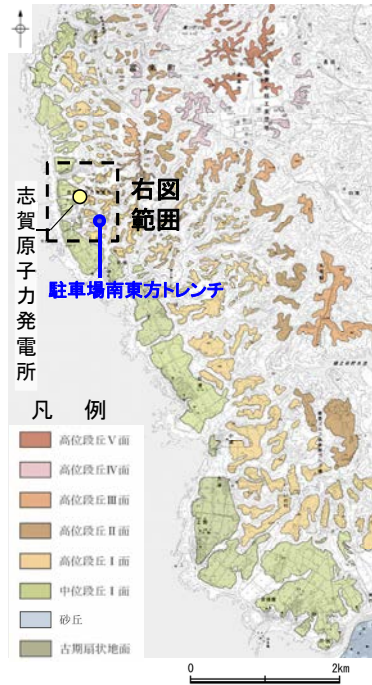 右図
範囲
志賀原子力発電所
駐車場南東方トレンチ
凡 例
高位段丘Ⅴ面
高位段丘Ⅳ面
高位段丘Ⅲ面
高位段丘Ⅱ面
高位段丘Ⅰ面
中位段丘Ⅰ面
砂丘
古期扇状地面
0 2km